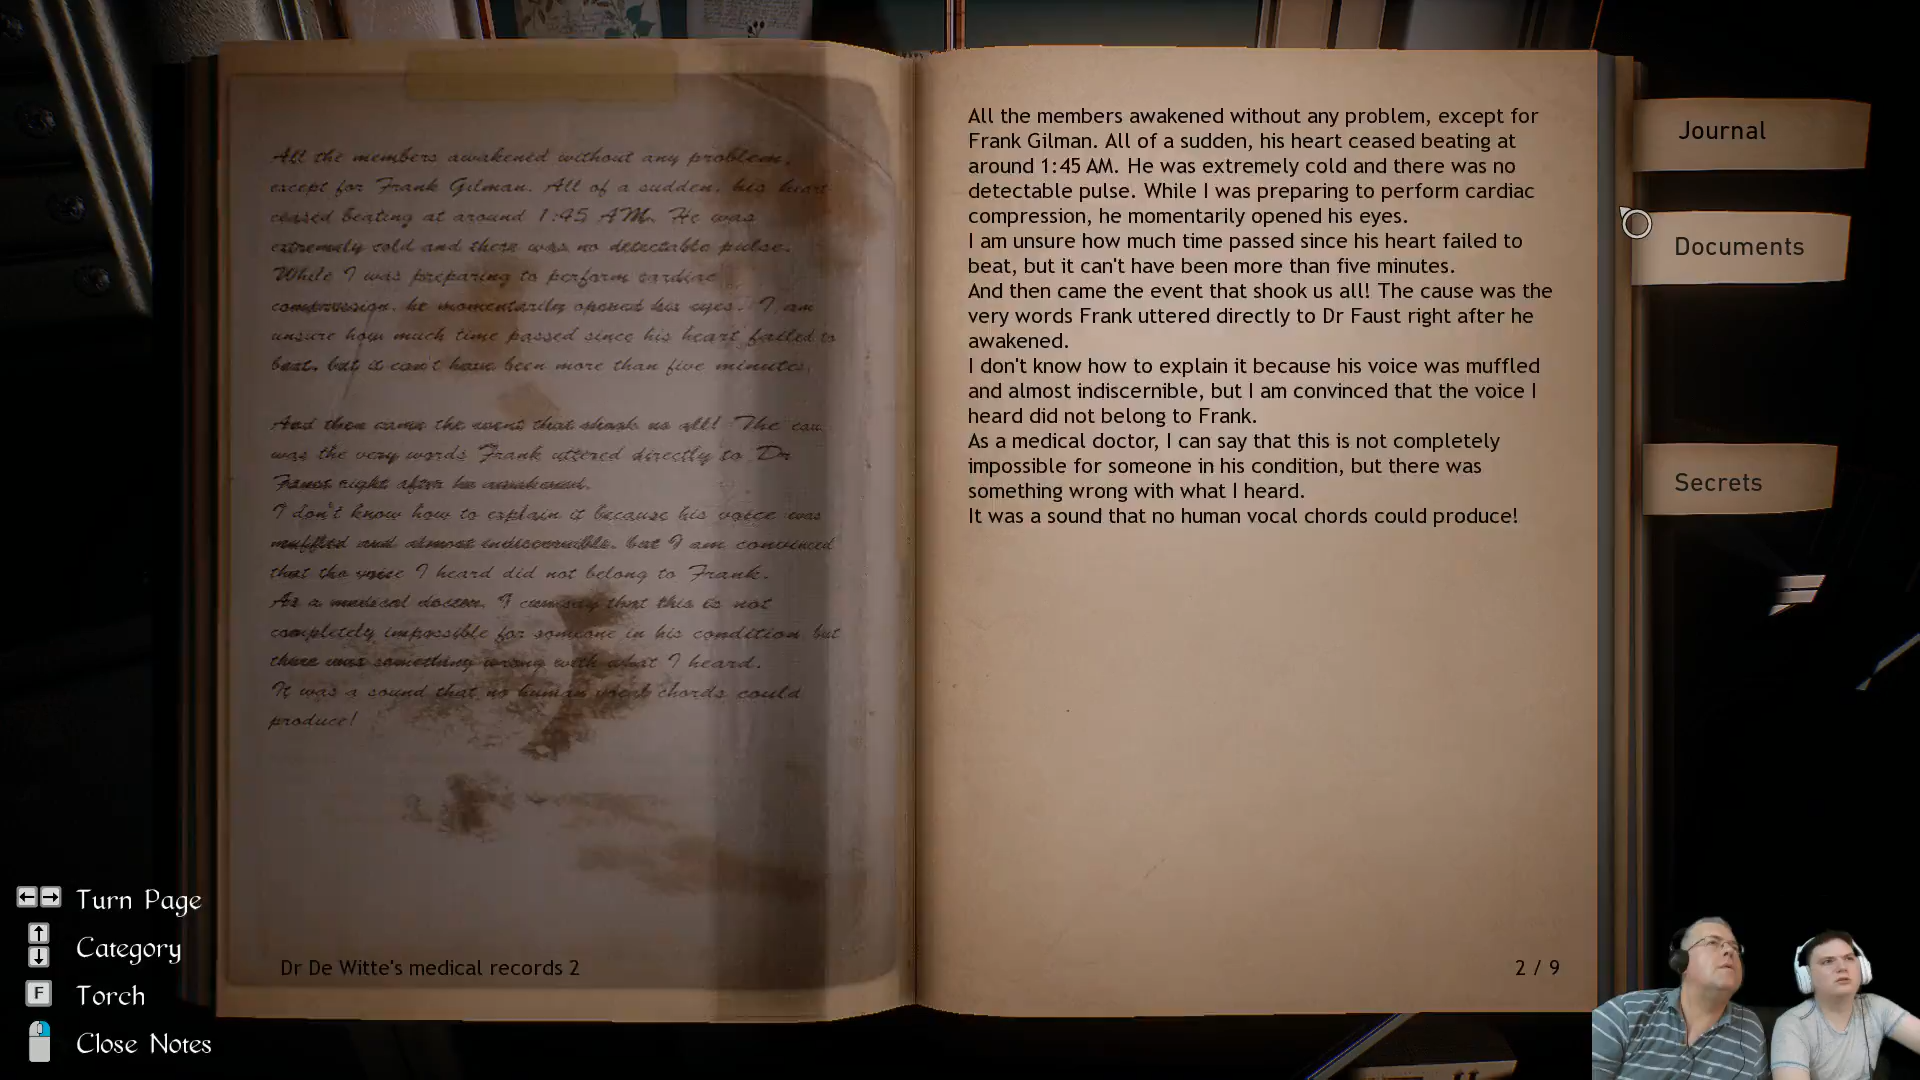 All the members awakened without any problem,
except for Frank Gilman. All of a sudden, his heart
ceased beating at around 1:45 AM. He was
extremely cold and there was no detectable pulse.
While I was preparing to perform cardiac
compression, he momentarily opened his eyes. I am
unsure how much time passed since his heart failed to
beat, but it can't have been more than five minutes.
And then came the event that shook us all! The cau
was the very words Frank uttered directly to Dr
Faust right after he awakened.
I don't know how to explain it because his voice was
muffled and almost indiscernible, but I am convinced
that the voice I heard did not belong to Frank.
As a medical doctor, I can say that this is not
completely impossible for someone in his condition but
there was something wrong with what I heard.
It was a sound that no human vocal chords could
produce!
Dr De Witte's medical records 2
All the members awakened without any problem, except for
Frank Gilman. All of a sudden, his heart ceased beating at
around 1:45 AM. He was extremely cold and there was no
detectable pulse. While I was preparing to perform cardiac
compression, he momentarily opened his eyes.
I am unsure how much time passed since his heart failed to
beat, but it can't have been more than five minutes.
And then came the event that shook us all! The cause was the
very words Frank uttered directly to Dr Faust right after he
awakened.
I don't know how to explain it because his voice was muffled
and almost indiscernible, but I am convinced that the voice I
heard did not belong to Frank.
As a medical doctor, I can say that this is not completely
impossible for someone in his condition, but there was
something wrong with what I heard.
It was a sound that no human vocal chords could produce!
2 / 9
Journal
Documents
Secrets
Turn Page
Category
F Torch
Close Notes